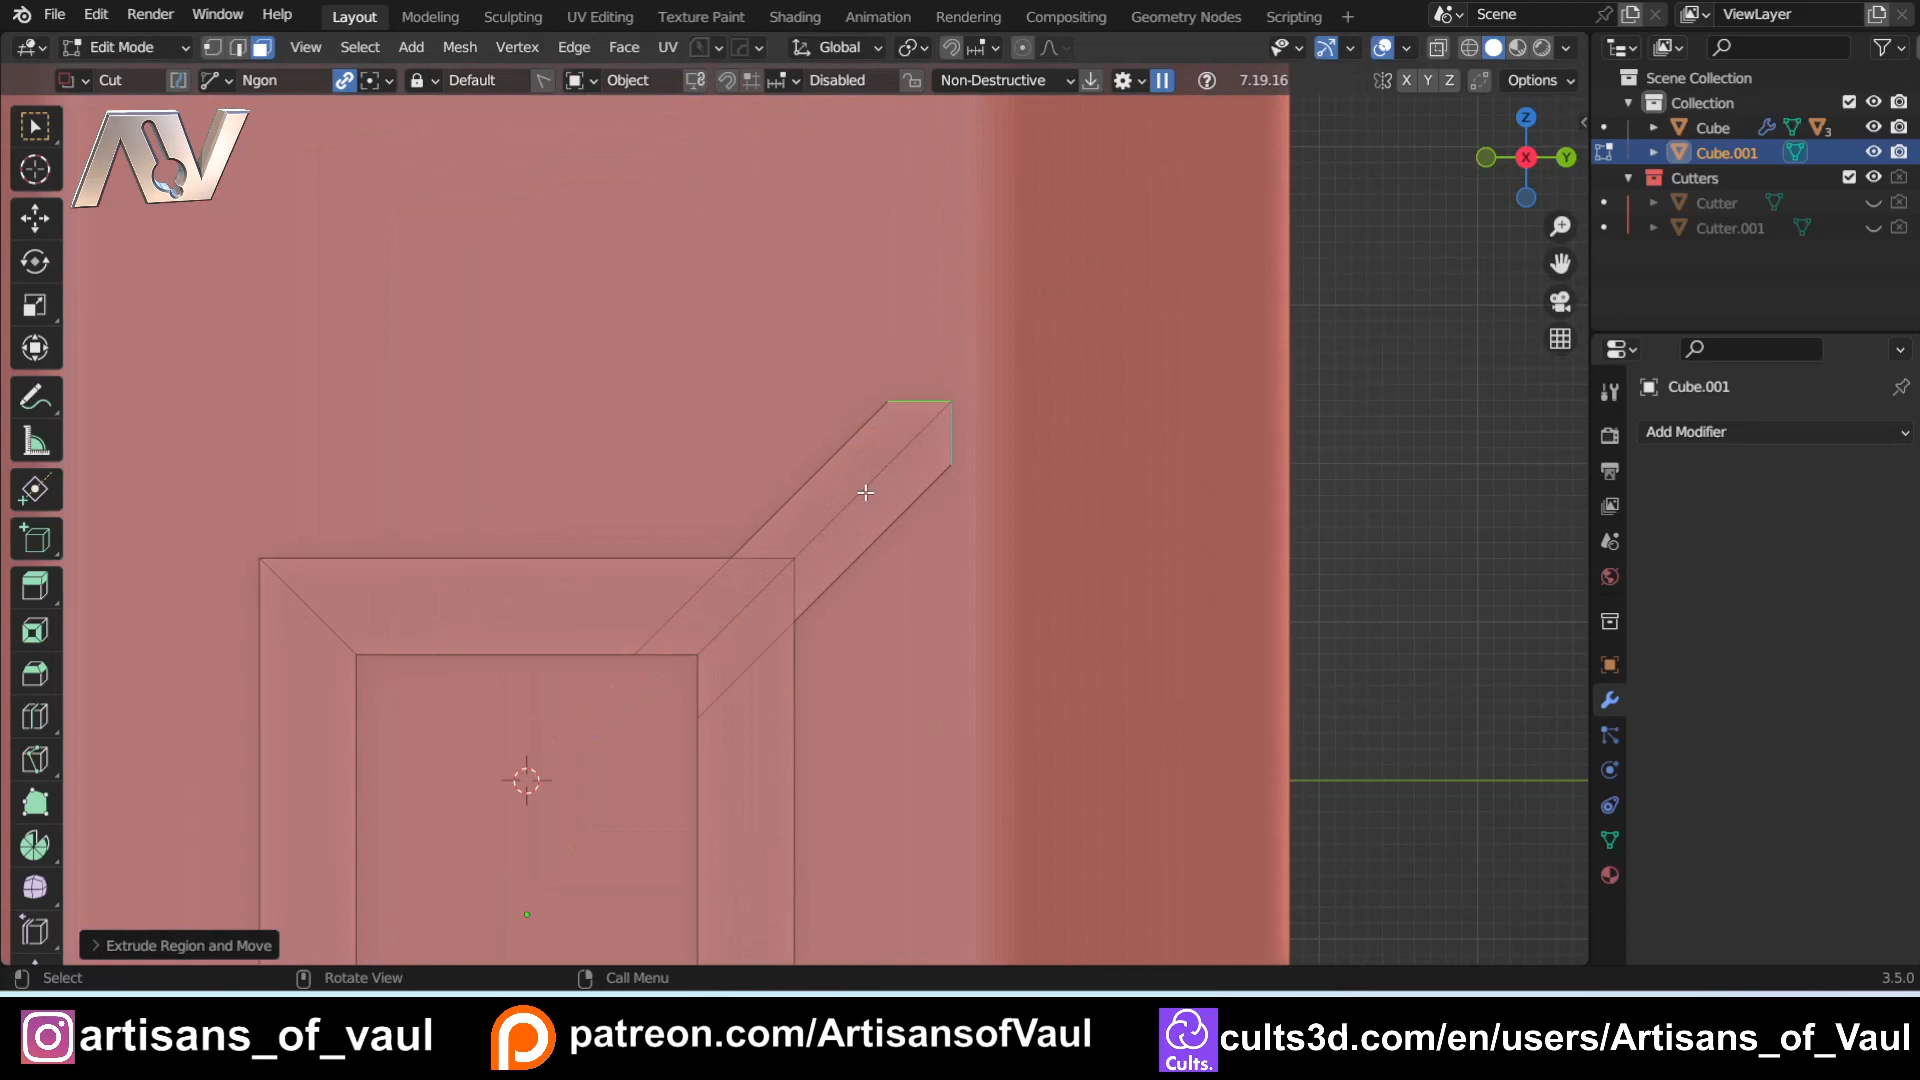 File Edit Render Window Help Layout Modeling Sculpting UV Editing Texture Paint Shading Animation Rendering Compositing Geometry Nodes Scripting Scene ViewLayer
Edit Mode View Select Add Mesh Vertex Edge Face UV Global
Cut Ngon Default Object Disabled Non-Destructive 7.19.16 X Y Z Options
Scene Collection
Collection
Cube 3
Cube.001
Cutters
Cutter
Cutter.001
Z
X Y
Cube.001
Add Modifier
Extrude Region and Move
Select Rotate View Call Menu 3.5.0
artisans_of_vaul patreon.com/ArtisansofVaul Cults. cults3d.com/en/users/Artisans_of_Vaul